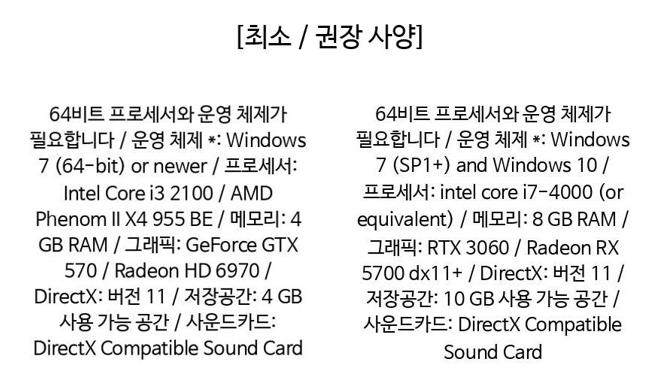 [최소 / 권장 사양]
64비트 프로세서와 운영 체제가
필요합니다 / 운영 체제 *: Windows
7 (64-bit) or newer / 프로세서:
Intel Core i3 2100 / AMD
Phenom II X4 955 BE / 메모리: 4
GB RAM / 그래픽: GeForce GTX
570 / Radeon HD 6970 /
DirectX: 버전 11 / 저장공간: 4 GB
사용 가능 공간 / 사운드카드:
DirectX Compatible Sound Card
64비트 프로세서와 운영 체제가
필요합니다 / 운영 체제 *: Windows
7 (SP1+) and Windows 10 /
프로세서: intel core i7-4000 (or
equivalent) / 메모리: 8 GB RAM /
그래픽: RTX 3060 / Radeon RX
5700 dx11+ / DirectX: 버전 11 /
저장공간: 10 GB 사용 가능 공간 /
사운드카드: DirectX Compatible
Sound Card